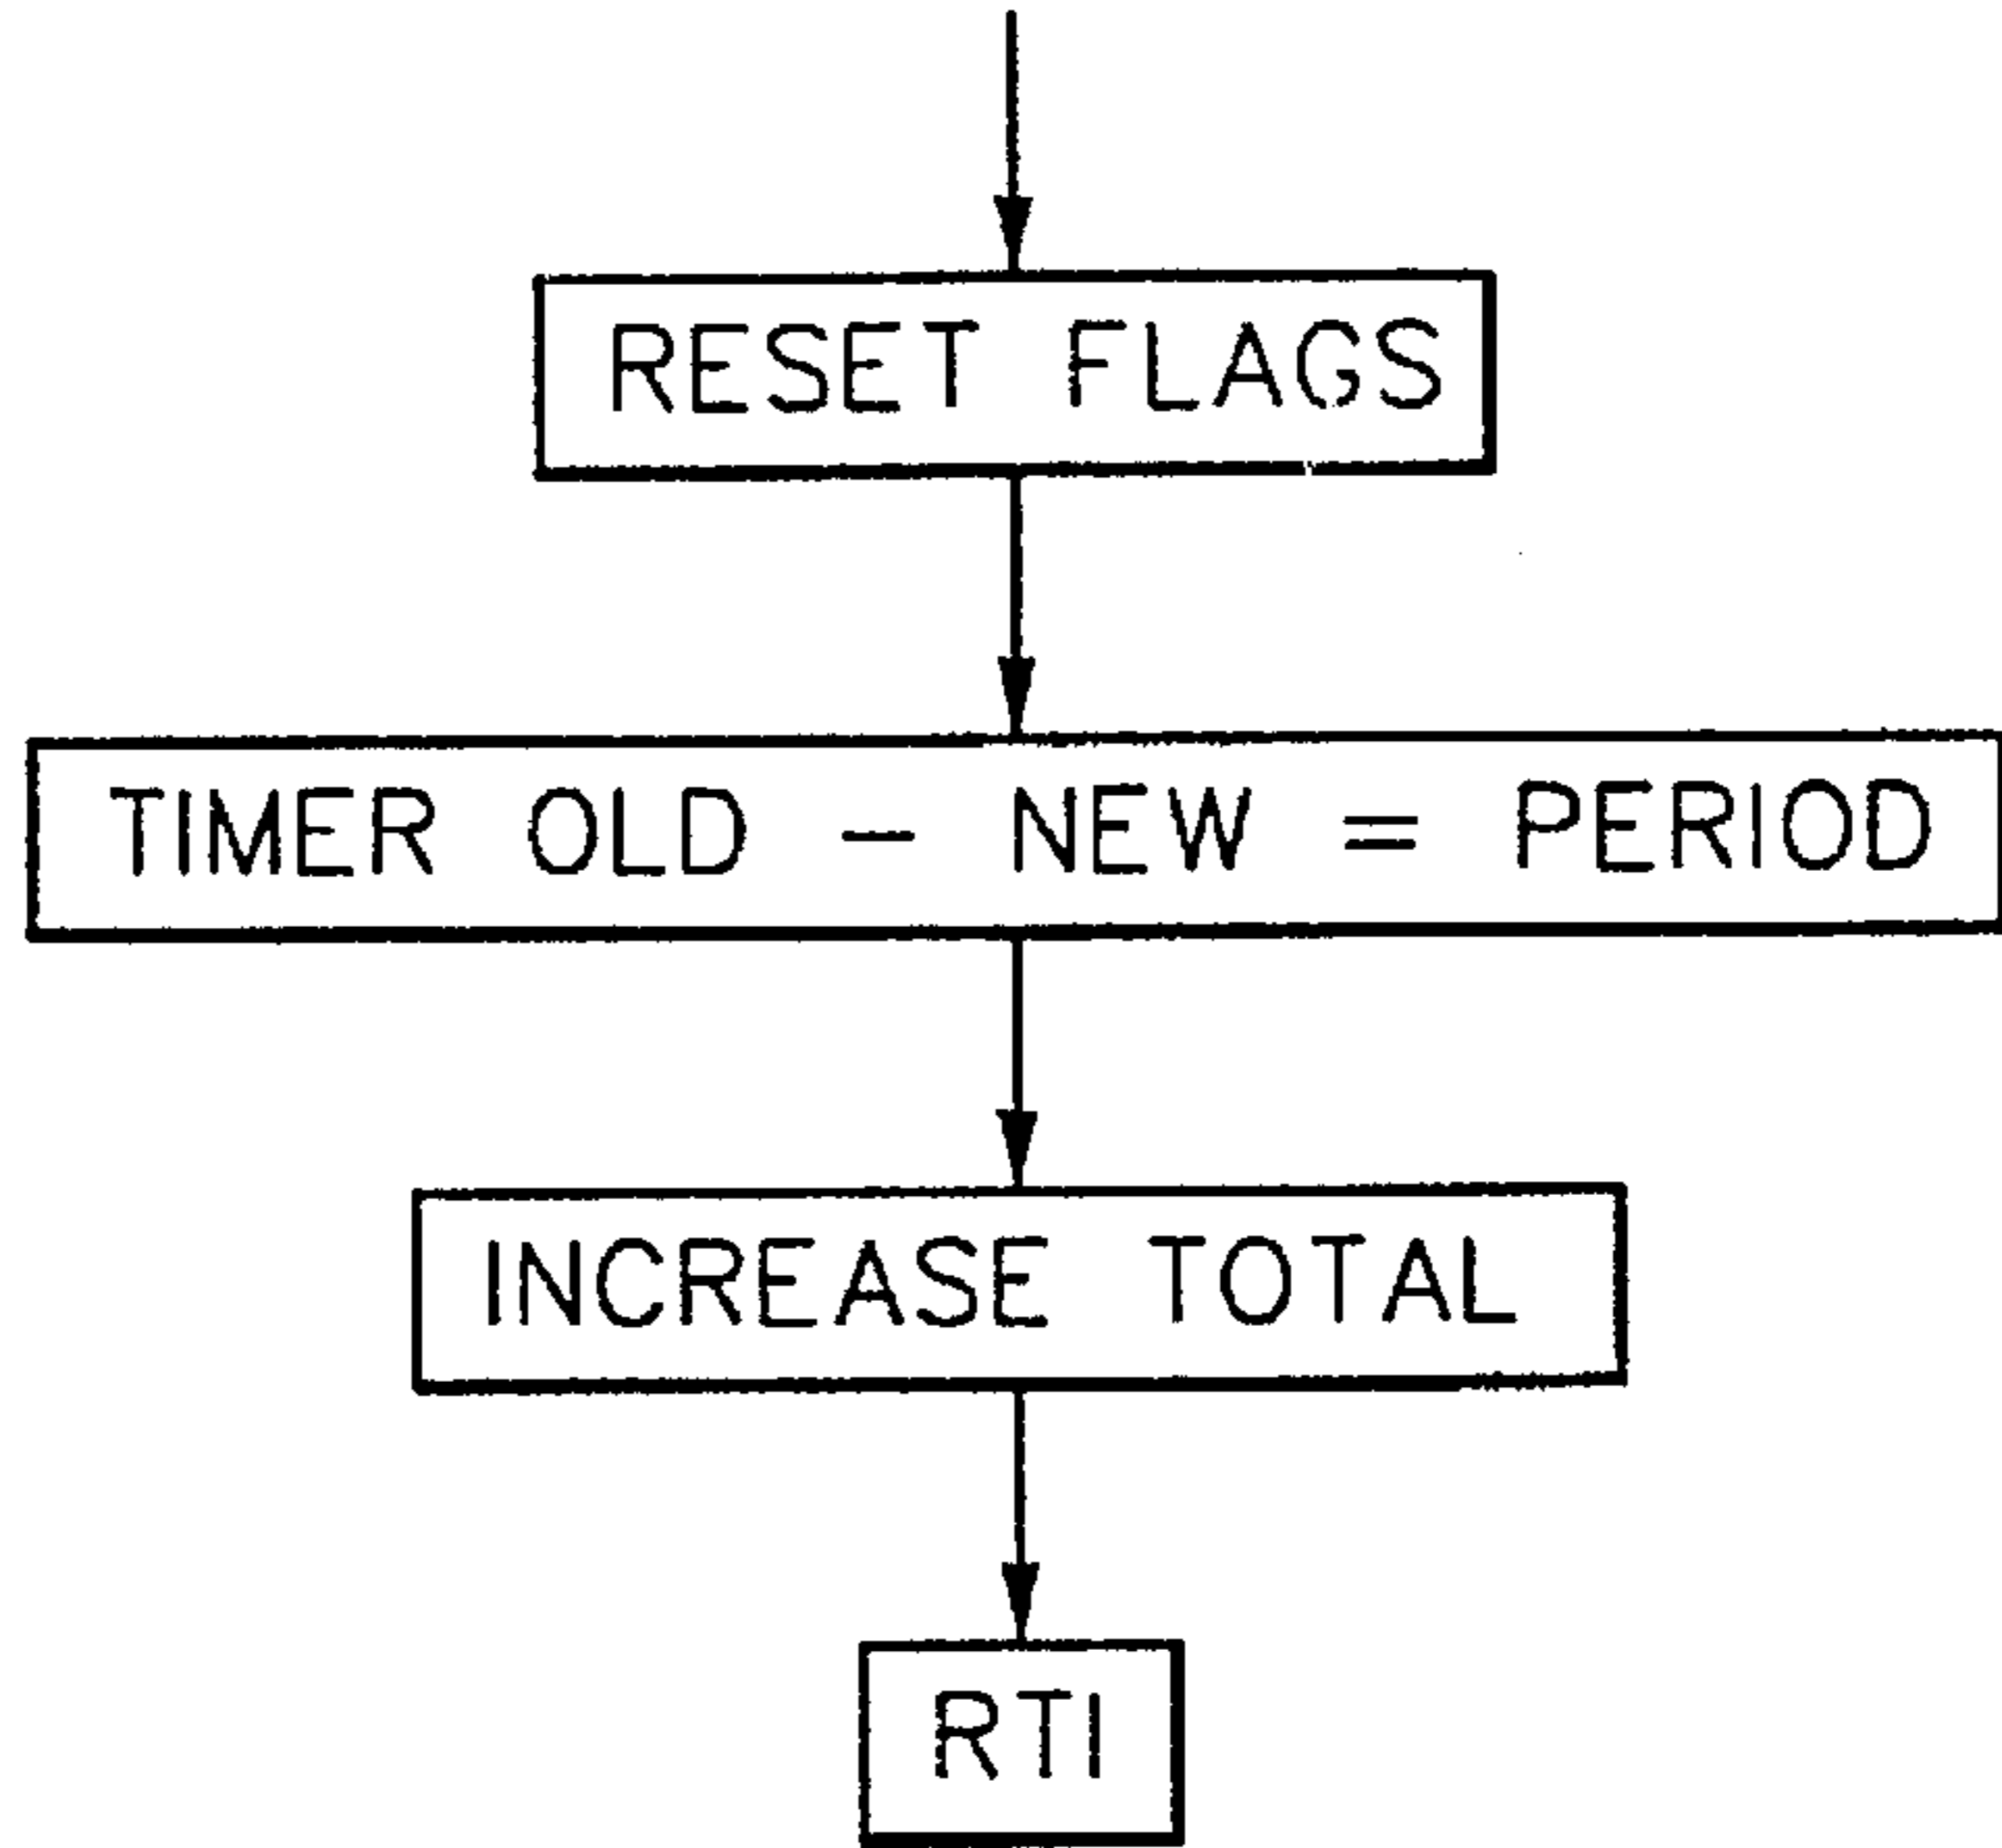 RESET FLAGS
TIMER OLD - NEW = PERIOD
INCREASE TOTAL
RTI